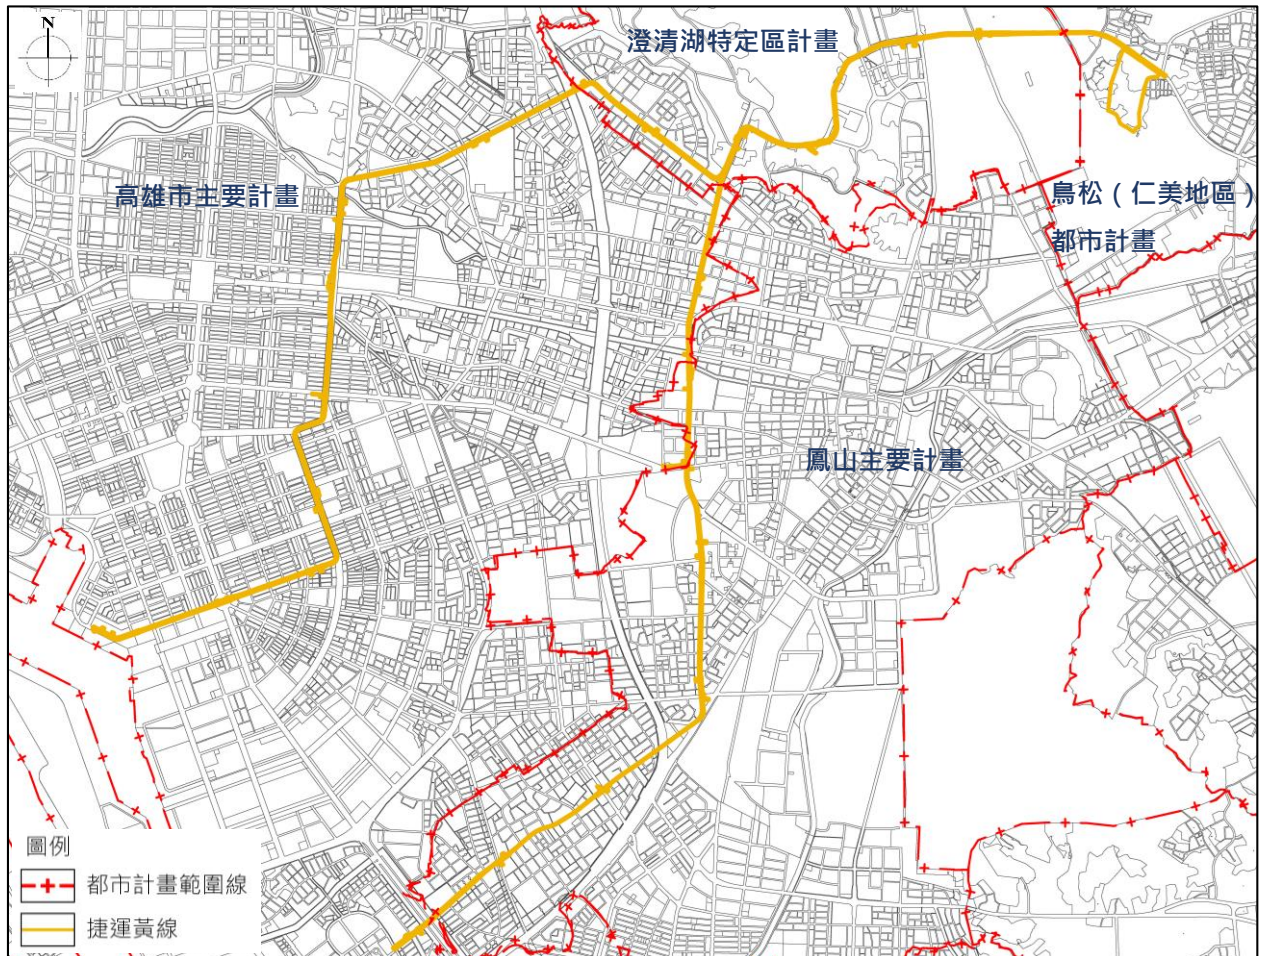 N
澄清湖特定區計畫
高雄市主要計畫
鳥松（仁美地區）
都市計畫
鳳山主要計畫
圖例
都市計畫範圍線
捷運黃線